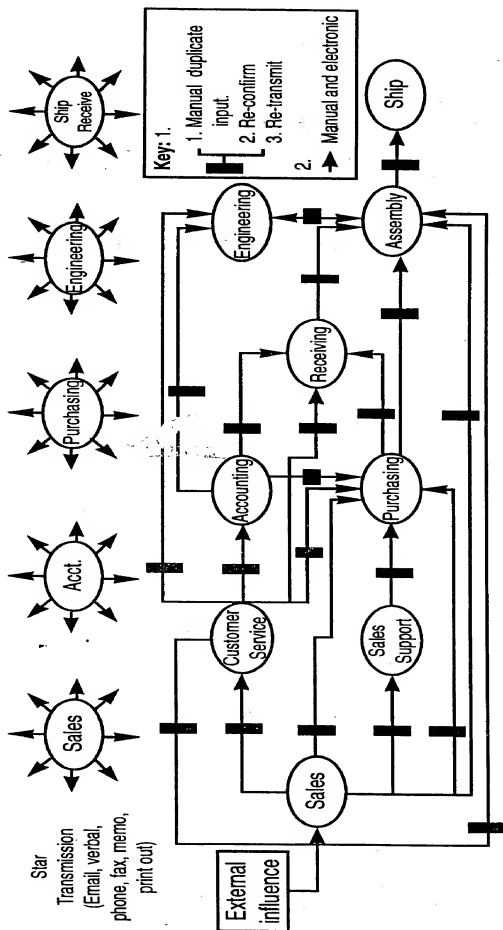 Star
Transmission
(Email, verbal,
phone, fax, memo,
print out)
Sales
Acct.
Purchasing
Engineering
Ship
Receive
Key: 1.
1. Manual duplicate
input.
2. Re-confirm
3. Re-transmit
2.
Manual and electronic
External
influence
Sales
Customer
Service
Sales
Support
Accounting
Purchasing
Receiving
Engineering
Assembly
Ship